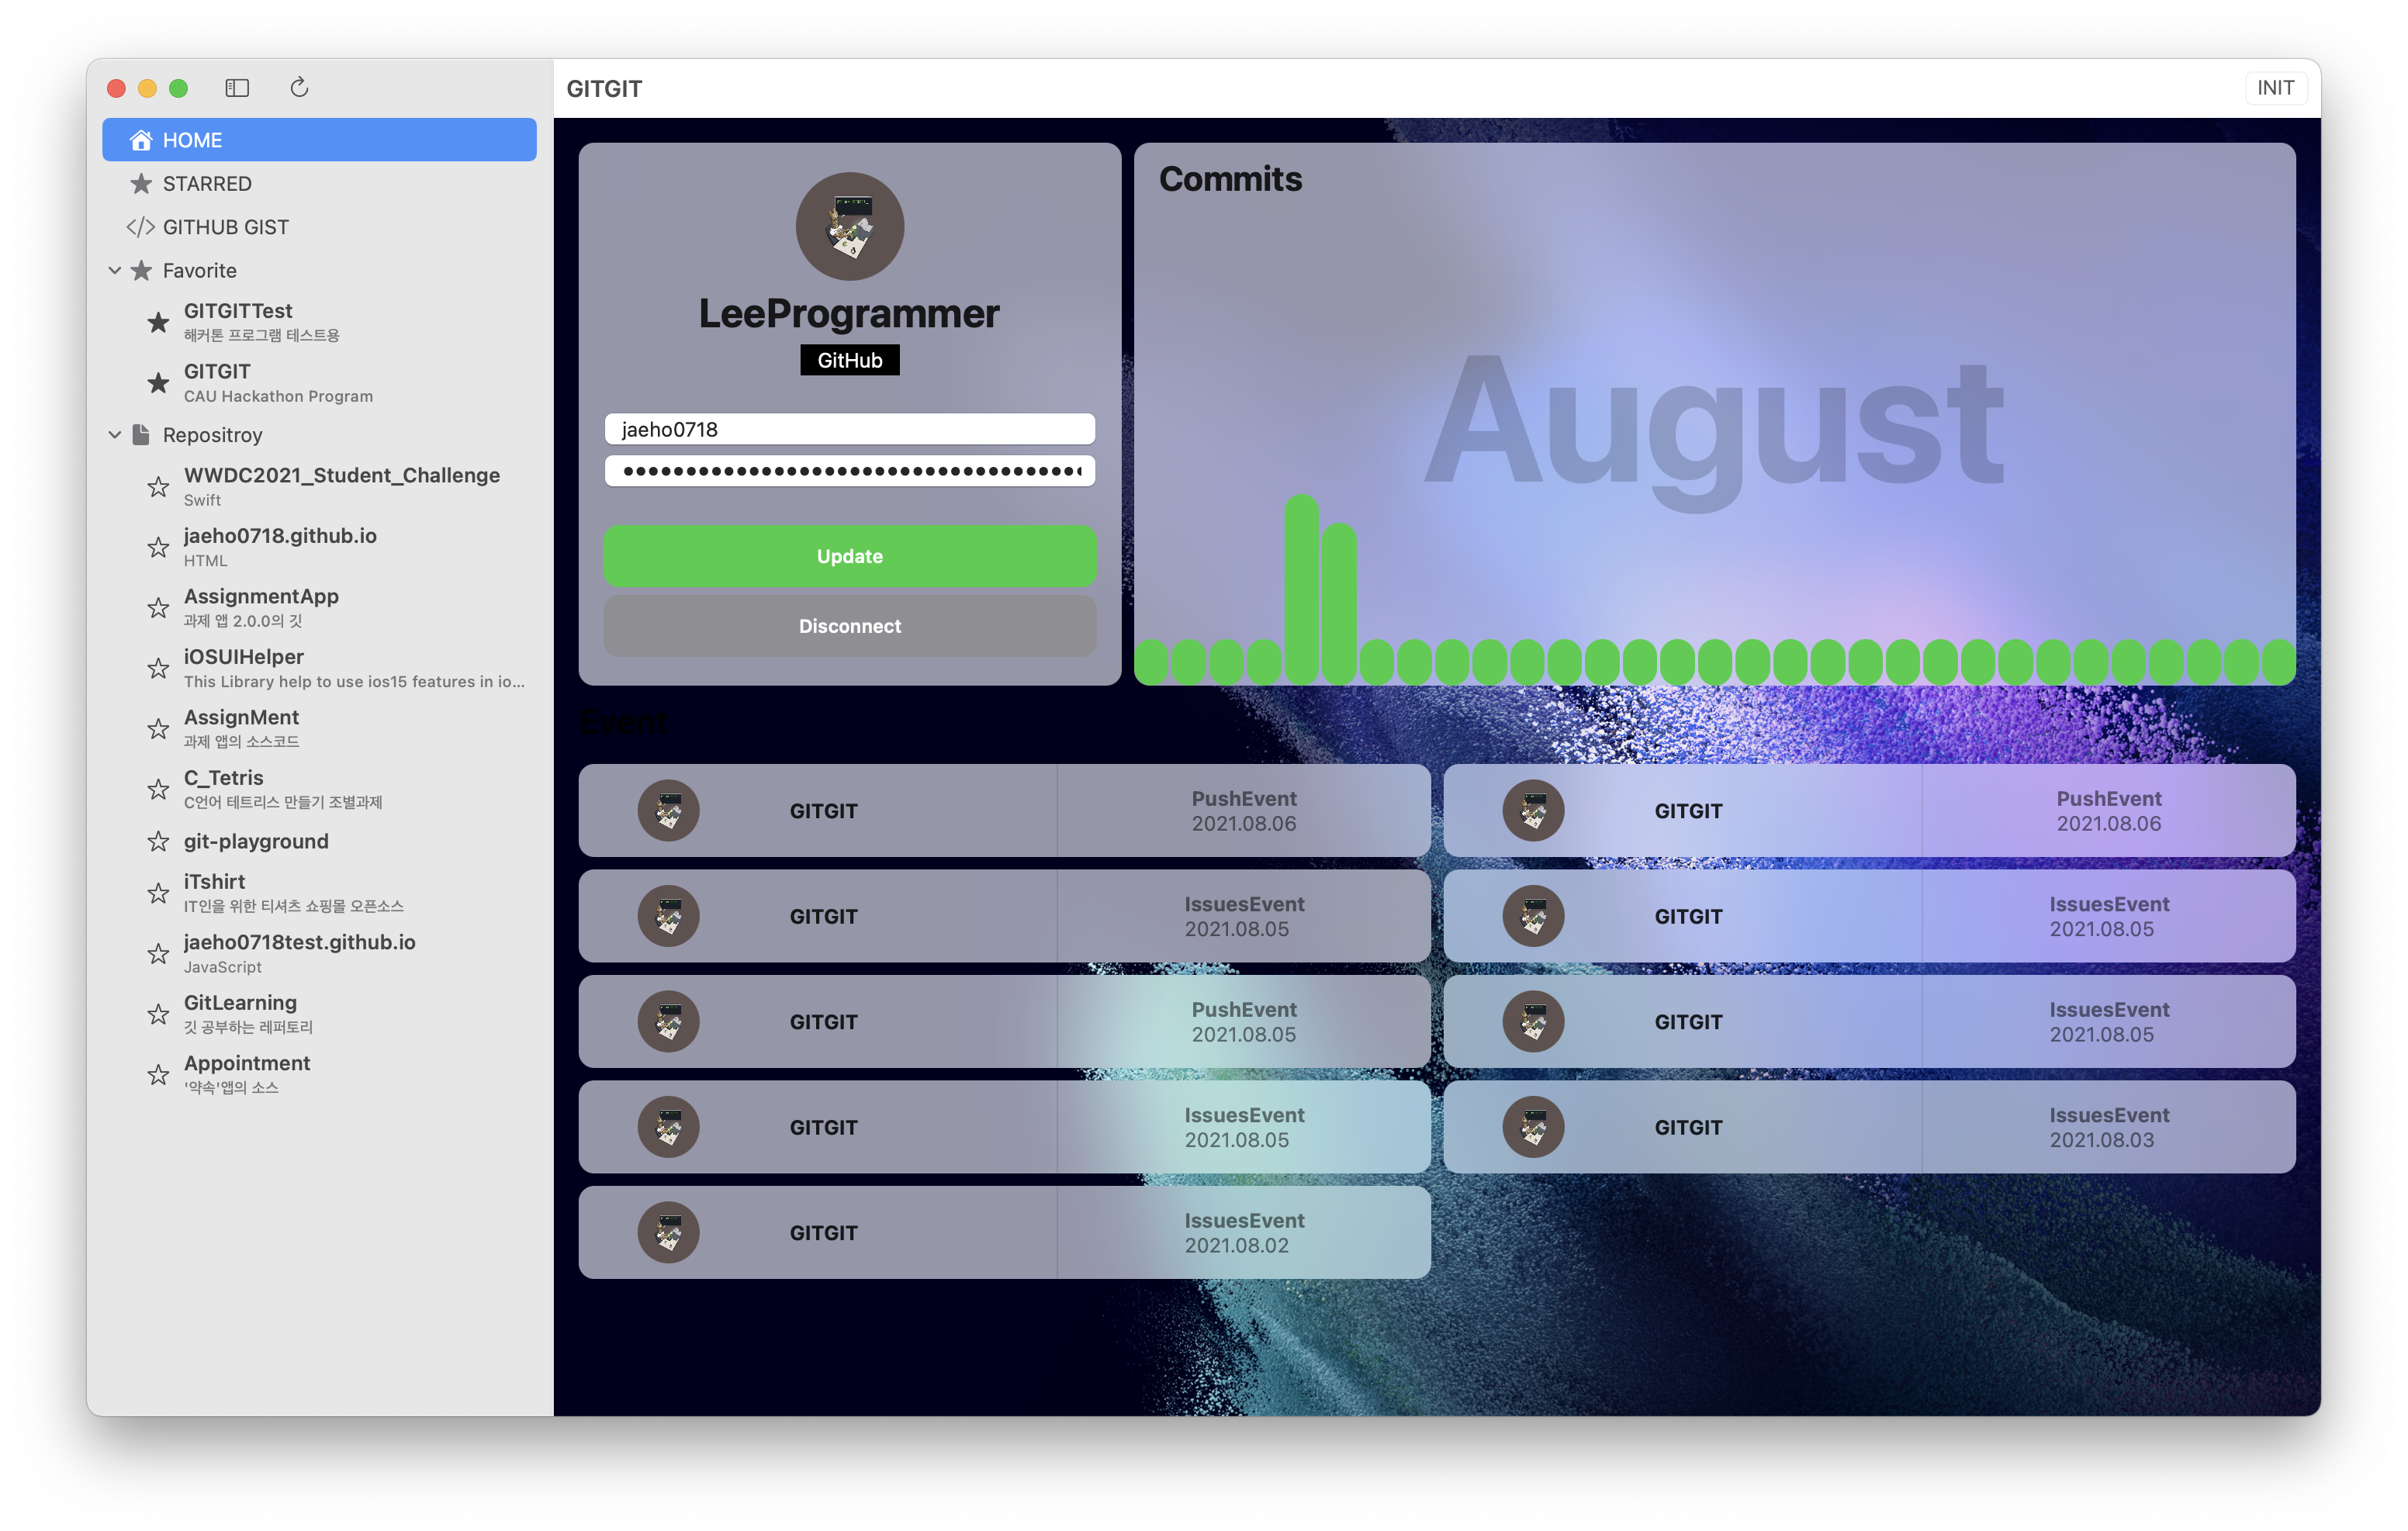 GITGIT
INIT
HOME
STARRED
GITHUB GIST
Favorite
GITGITTest
해커톤 프로그램 테스트용
GITGIT
CAU Hackathon Program
Repositroy
WWDC2021_Student_Challenge
Swift
jaeho0718.github.io
HTML
AssignmentApp
과제 앱 2.0.0의 깃
iOSUIHelper
This Library help to use ios15 features in io...
AssignMent
과제 앱의 소스코드
C_Tetris
C언어 테트리스 만들기 조별과제
git-playground
iTshirt
IT인을 위한 티셔츠 쇼핑몰 오픈소스
jaeho0718test.github.io
JavaScript
GitLearning
깃 공부하는 레퍼토리
Appointment
'약속'앱의 소스
LeeProgrammer
GitHub
jaeho0718
Update
Disconnect
Commits
August
Event
GITGIT
PushEvent
2021.08.06
GITGIT
PushEvent
2021.08.06
GITGIT
IssuesEvent
2021.08.05
GITGIT
IssuesEvent
2021.08.05
GITGIT
PushEvent
2021.08.05
GITGIT
IssuesEvent
2021.08.05
GITGIT
IssuesEvent
2021.08.05
GITGIT
IssuesEvent
2021.08.03
GITGIT
IssuesEvent
2021.08.02